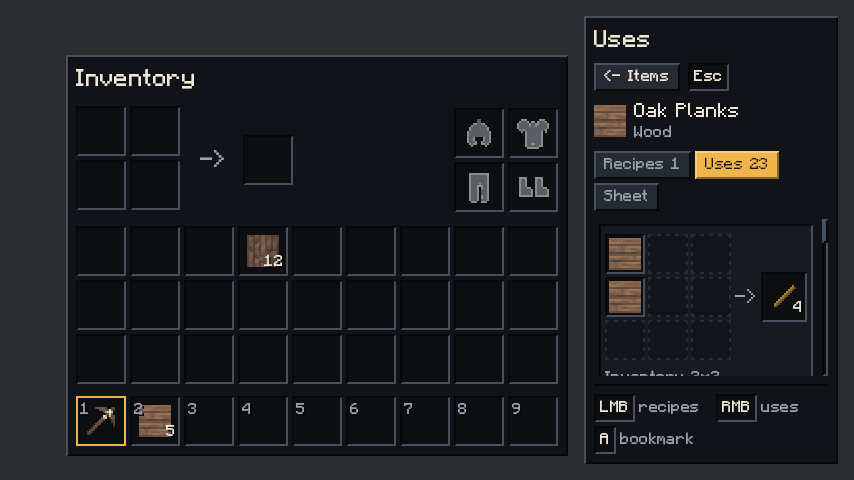 Inventory
12
1 2 3 4 5 6 7 8 9
5
Uses
<- Items Esc
Oak Planks
Wood
Recipes 1 Uses 23
Sheet
-> 4
LMB recipes RMB uses
A bookmark